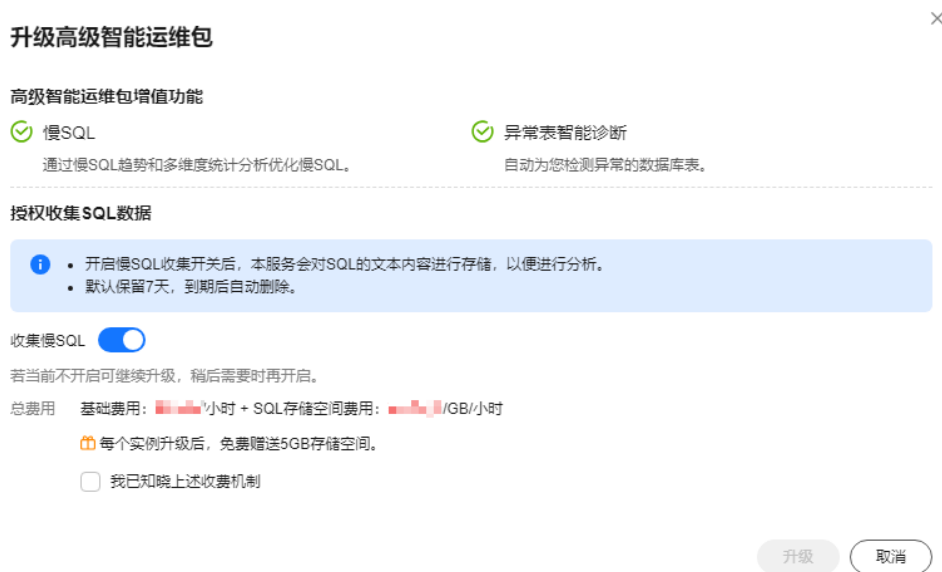 升级高级智能运维包
高级智能运维包增值功能
慢SQL
通过慢SQL趋势和多维度统计分析优化慢SQL。
异常表智能诊断
自动为您检测异常的数据库表。
授权收集SQL数据
• 开启慢SQL收集开关后，本服务会对SQL的文本内容进行存储，以便进行分析。
• 默认保留7天，到期后自动删除。
收集慢SQL
若当前不开启可继续升级，稍后需要时再开启。
总费用 基础费用： /小时 + SQL存储空间费用： /GB/小时
每个实例升级后，免费赠送5GB存储空间。
我已知晓上述收费机制
升级 取消